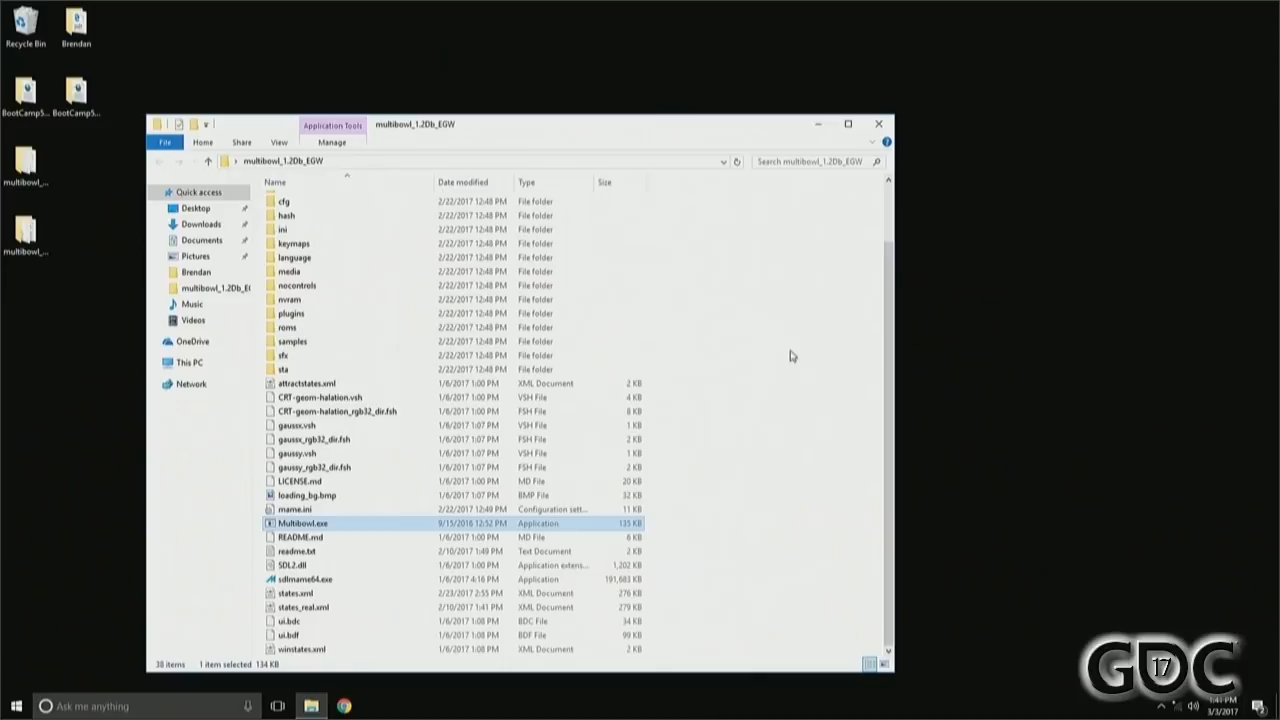 Recycle Bin
Brendan
BootCamp5...
BootCamp5...
multibowl_...
multibowl_...
Application Tools
multibowl_1.2Db_EGW
File
Home
Share
View
Manage
multibowl_1.2Db_EGW
Search multibowl_1.2Db_EGW
Name
Date modified
Type
Size
Quick access
Desktop
Downloads
Documents
Pictures
Brendan
multibowl_1.2Db_E(
Music
Videos
OneDrive
This PC
Network
cfg 2/22/2017 12:48 PM File folder
hash 2/22/2017 12:48 PM File folder
ini 2/22/2017 12:48 PM File folder
keymaps 2/22/2017 12:48 PM File folder
language 2/22/2017 12:48 PM File folder
media 2/22/2017 12:48 PM File folder
nocontrols 2/22/2017 12:48 PM File folder
nvram 2/22/2017 12:48 PM File folder
plugins 2/22/2017 12:48 PM File folder
roms 2/22/2017 12:48 PM File folder
samples 2/22/2017 12:48 PM File folder
sfx 2/22/2017 12:48 PM File folder
sta 2/22/2017 12:48 PM File folder
attractstates.xml 1/6/2017 1:00 PM XML Document 2 KB
CRT-geom-halation.vsh 1/6/2017 1:00 PM VSH File 4 KB
CRT-geom-halation_rgb32_dir.fsh 1/6/2017 1:00 PM FSH File 8 KB
gaussx.vsh 1/6/2017 1:07 PM VSH File 1 KB
gaussx_rgb32_dir.fsh 1/6/2017 1:07 PM FSH File 2 KB
gaussy.vsh 1/6/2017 1:07 PM VSH File 1 KB
gaussy_rgb32_dir.fsh 1/6/2017 1:07 PM FSH File 2 KB
LICENSE.md 1/6/2017 1:00 PM MD File 20 KB
loading_bg.bmp 1/6/2017 1:07 PM BMP File 32 KB
mame.ini 2/22/2017 12:49 PM Configuration sett... 11 KB
Multibowl.exe 9/15/2016 12:52 PM Application 135 KB
README.md 1/6/2017 1:00 PM MD File 6 KB
readme.txt 2/10/2017 1:49 PM Text Document 2 KB
SDL2.dll 1/6/2017 1:00 PM Application extens... 1,202 KB
sdlmame64.exe 1/6/2017 4:16 PM Application 191,683 KB
states.xml 2/23/2017 2:55 PM XML Document 276 KB
states_real.xml 2/10/2017 1:41 PM XML Document 279 KB
ui.bdc 1/6/2017 1:08 PM BDC File 34 KB
ui.bdf 1/6/2017 1:08 PM BDF File 99 KB
winstates.xml 1/6/2017 1:08 PM XML Document 2 KB
38 items 1 item selected 134 KB
GDC 17
Ask me anything
3/3/2017